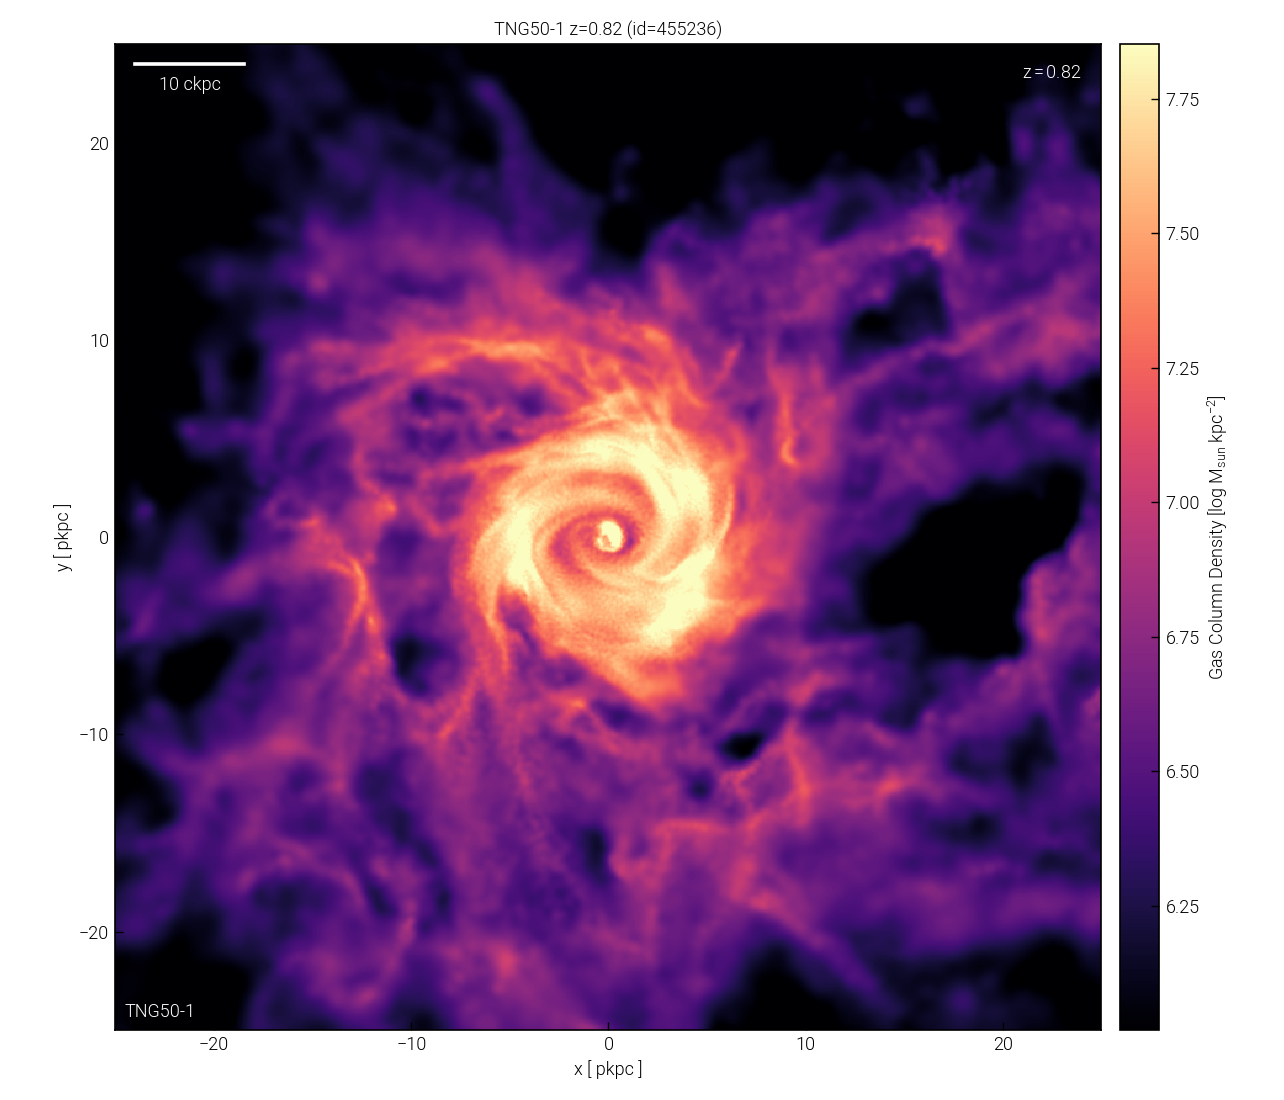 TNG50-1 z=0.82 (id=455236)
10 ckpc
z=0.82
TNG50-1
20
10
0
−10
−20
y [ pkpc ]
−20
−10
0
10
20
x [ pkpc ]
7.75
7.50
7.25
7.00
6.75
6.50
6.25
Gas Column Density [log M_sun kpc^−2]